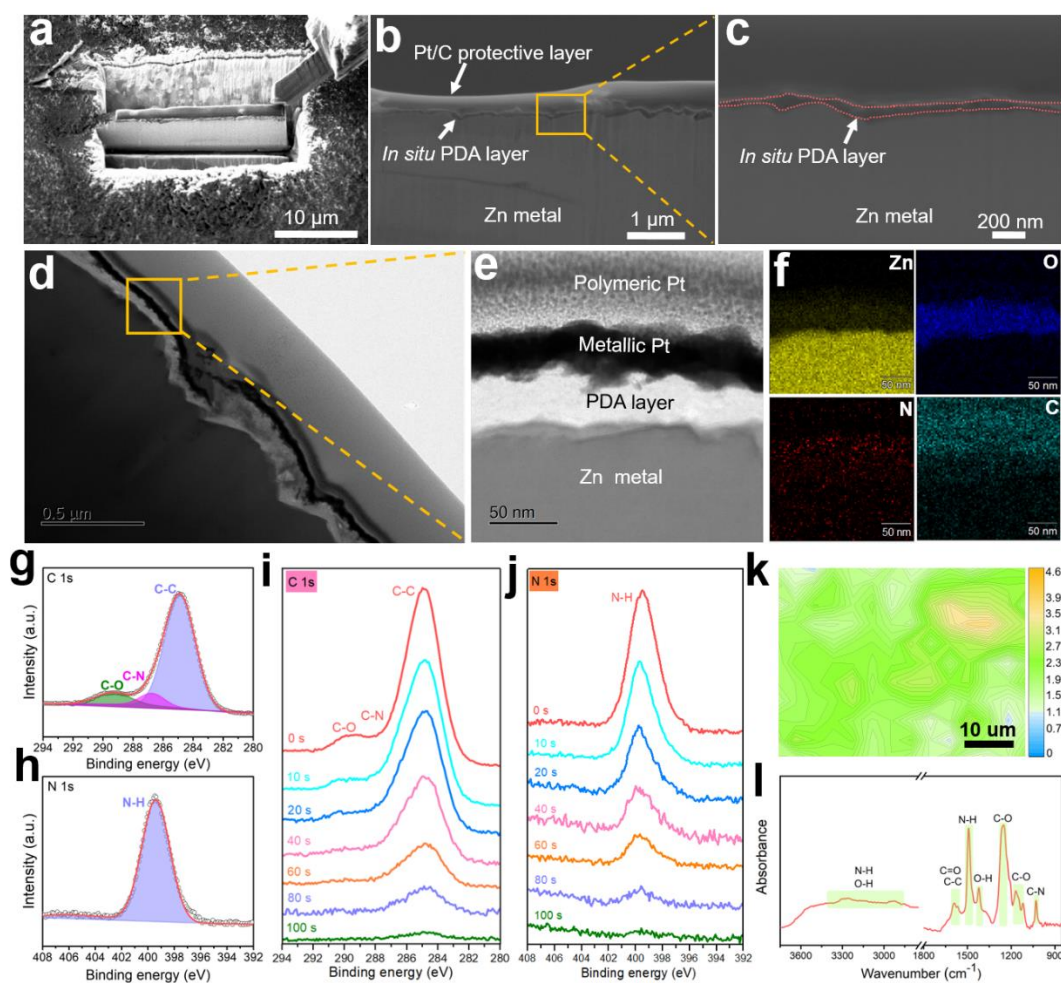 a
10 µm
b
Pt/C protective layer
In situ PDA layer
Zn metal
1 µm
c
In situ PDA layer
Zn metal
200 nm
d
0.5 µm
e
Polymeric Pt
Metallic Pt
PDA layer
Zn metal
50 nm
f
Zn
50 nm
O
50 nm
N
50 nm
C
50 nm
g
C 1s
C-C
C-N
C-O
Intensity (a.u.)
294 292 290 288 286 284 282 280
Binding energy (eV)
h
N 1s
N-H
Intensity (a.u.)
408 406 404 402 400 398 396 394 392
Binding energy (eV)
i
C 1s
C-C
C-N
C-O
0 s
10 s
20 s
40 s
60 s
80 s
100 s
294 292 290 288 286 284 282 280
Binding energy (eV)
j
N 1s
N-H
0 s
10 s
20 s
40 s
60 s
80 s
100 s
408 406 404 402 400 398 396 394 392
Binding energy (eV)
k
4.6
3.9
3.5
3.1
2.7
2.3
1.9
1.5
1.1
0.7
0
10 um
l
N-H
C-O
N-H
O-H
C=O
C-C
O-H
C-O
C-N
Absorbance
3600 3300 3000 2700 1800 1500 1200 900
Wavenumber (cm⁻¹)